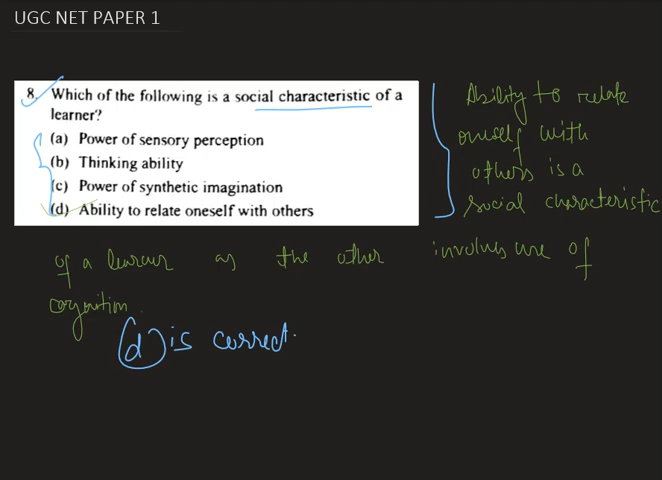 UGC NET PAPER 1
8. Which of the following is a social characteristic of a
learner?
(a) Power of sensory perception
(b) Thinking ability
(c) Power of synthetic imagination
(d) Ability to relate oneself with others
Ability to relate
oneself with
others is a
social characteristic
of a learner as the other involves use of
cognition.
(d) is correct.